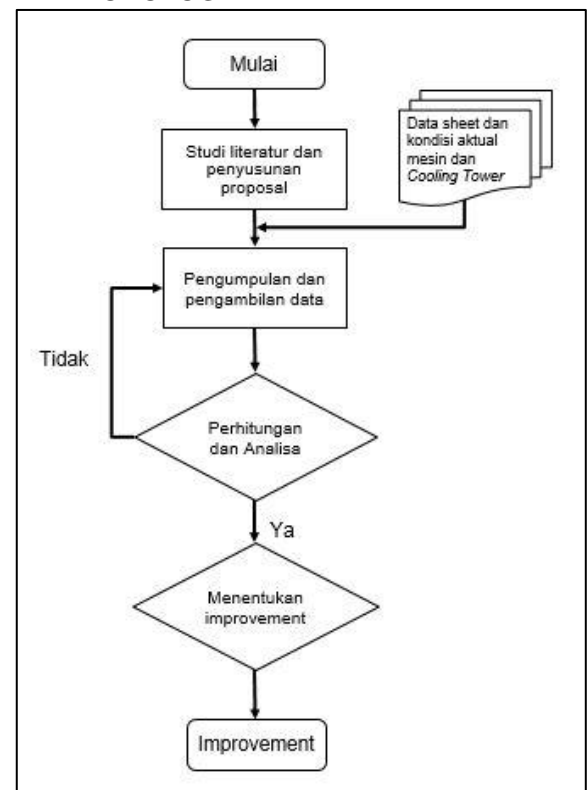 Mulai
Data sheet dan
kondisi aktual
mesin dan
Cooling Tower
Studi literatur dan
penyusunan
proposal
Pengumpulan dan
pengambilan data
Tidak
Perhitungan
dan Analisa
Ya
Menentukan
improvement
Improvement